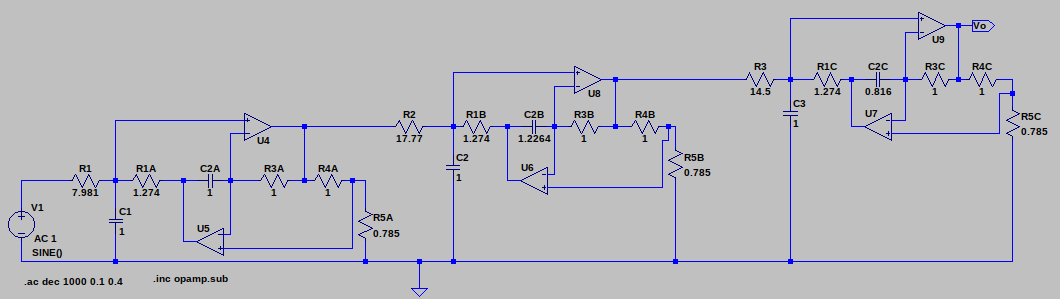 Vo
U9
R3
14.5
R1C
1.274
C2C
0.816
R3C
1
R4C
1
U8
C3
1
U7
R5C
0.785
R2
17.77
R1B
1.274
C2B
1.2264
R3B
1
R4B
1
U4
C2
1
U6
R5B
0.785
R1
7.981
R1A
1.274
C2A
1
R3A
1
R4A
1
V1
AC 1
SINE()
C1
1
U5
R5A
0.785
.ac dec 1000 0.1 0.4
.inc opamp.sub